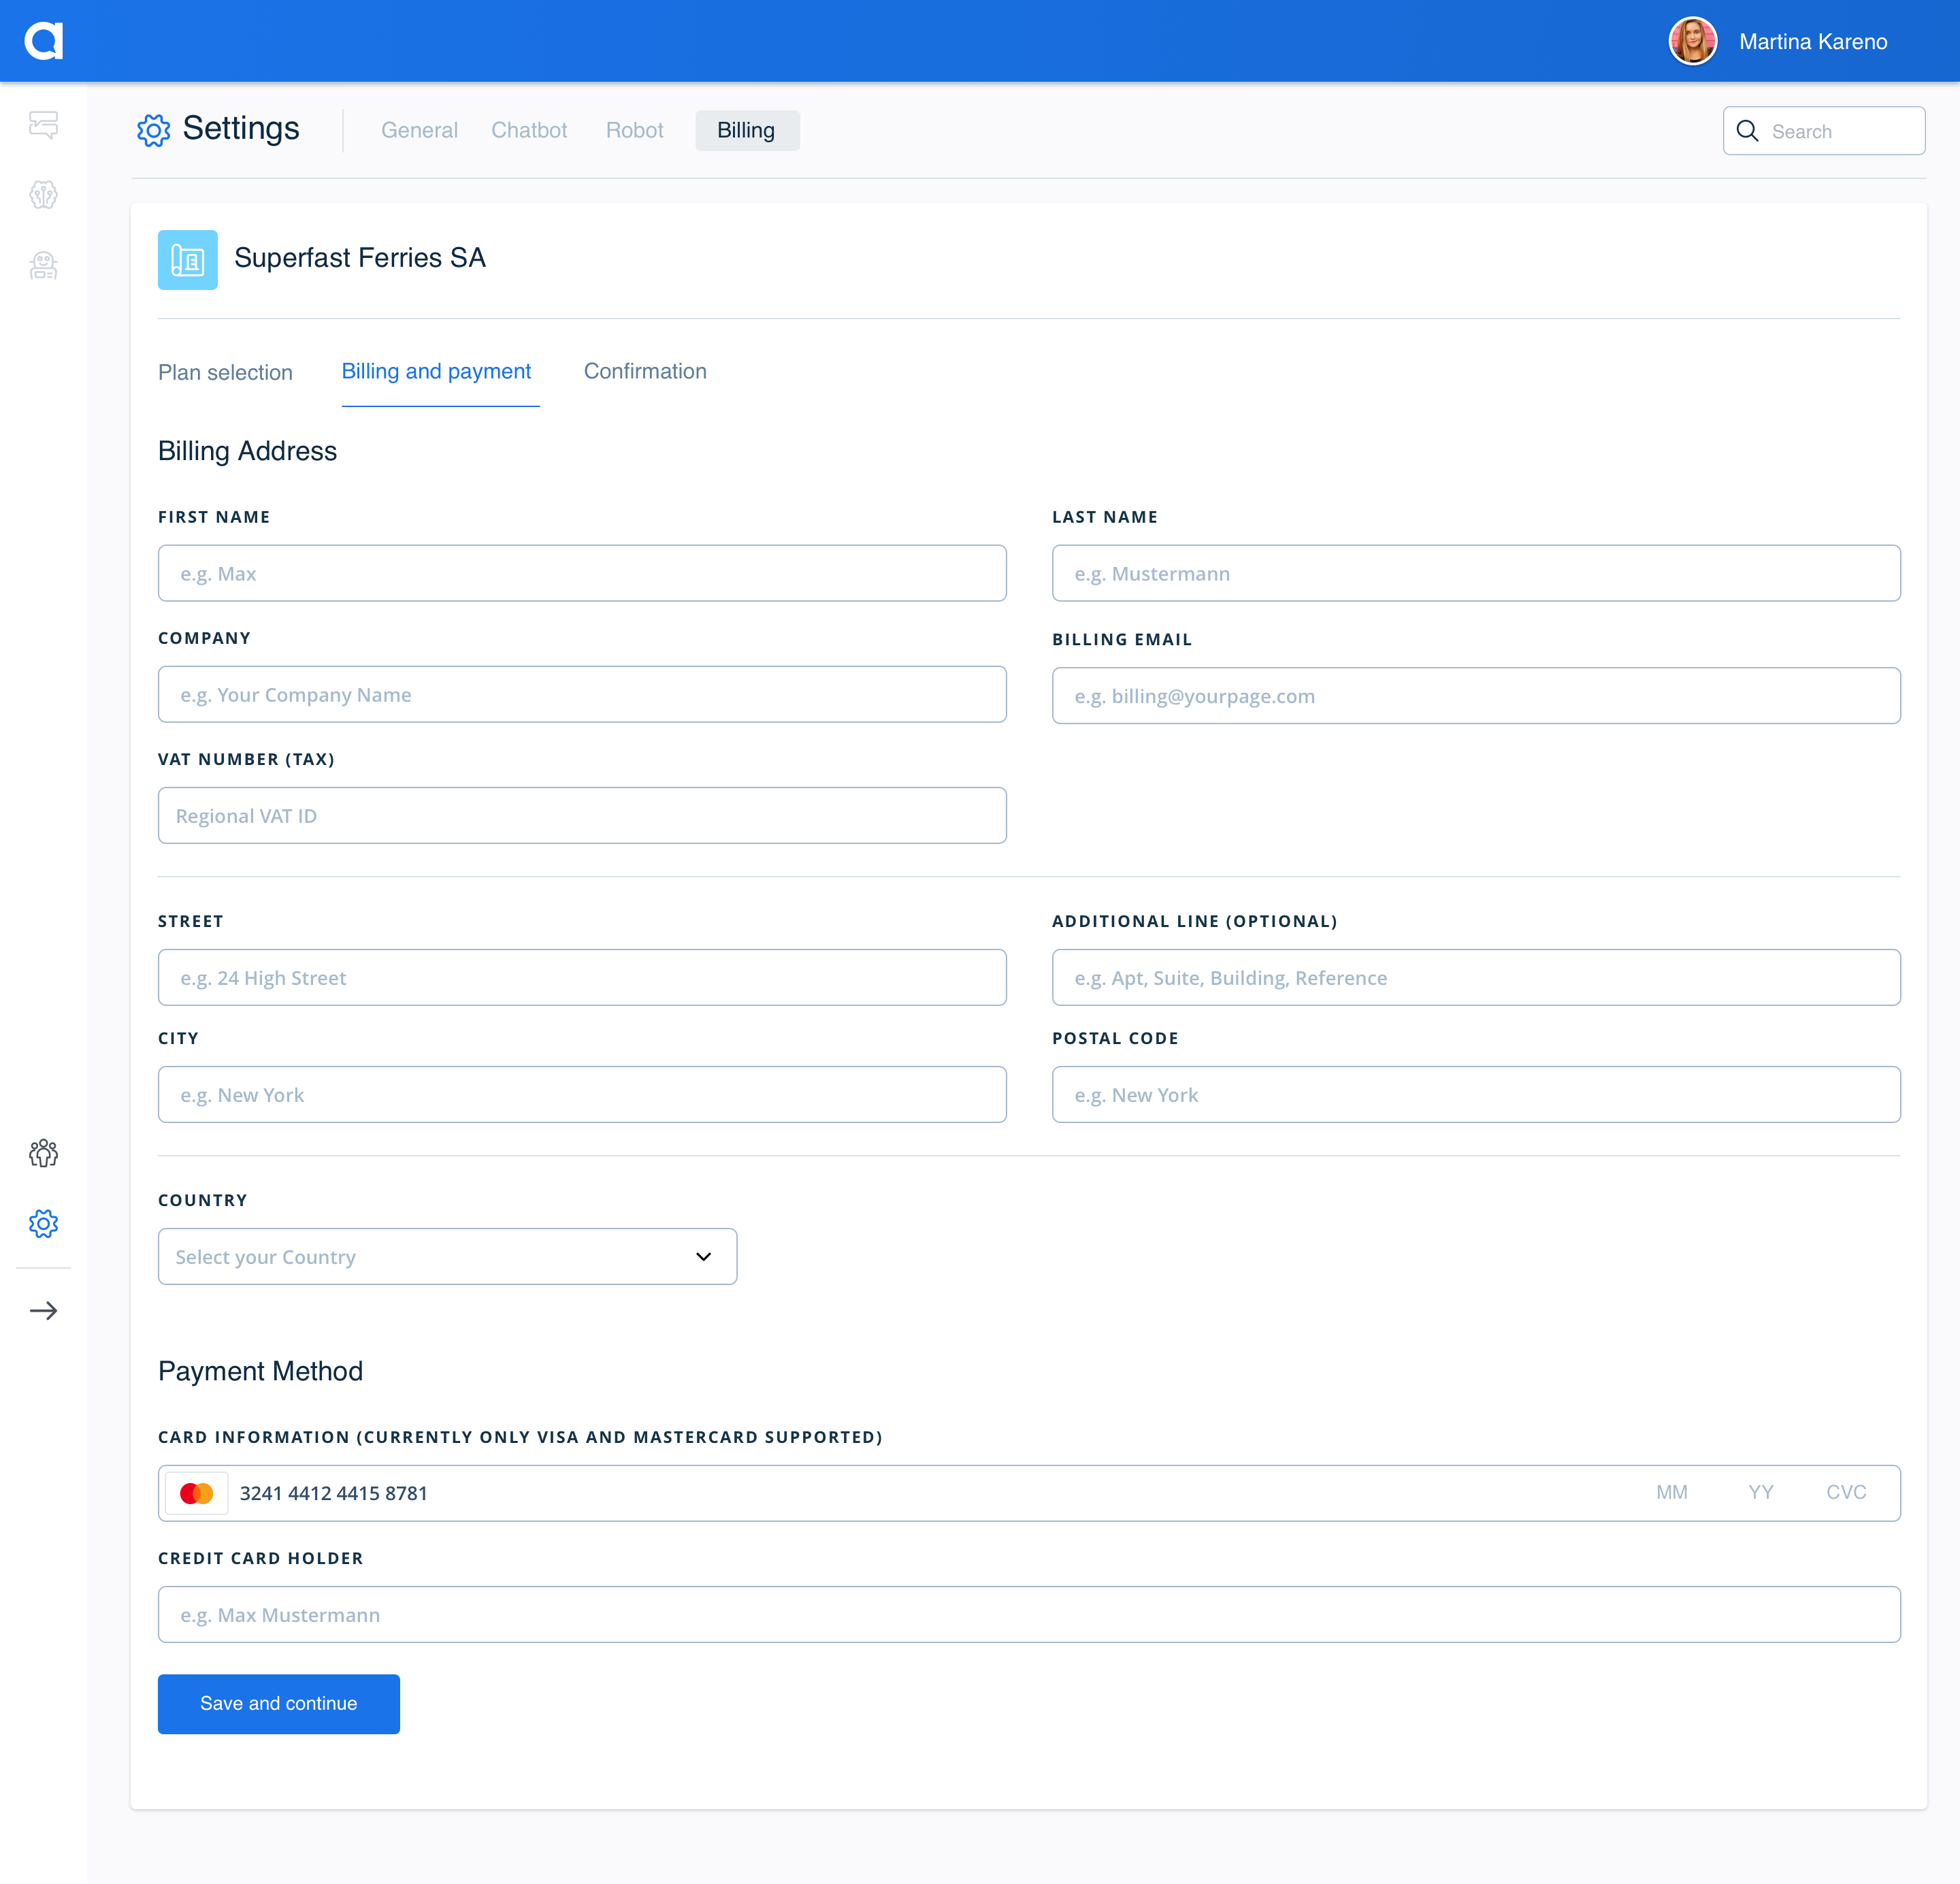 Martina Kareno
Settings
General Chatbot Robot Billing
Search
Superfast Ferries SA
Plan selection Billing and payment Confirmation
Billing Address
FIRST NAME
LAST NAME
e.g. Max
e.g. Mustermann
COMPANY
BILLING EMAIL
e.g. Your Company Name
e.g. billing@yourpage.com
VAT NUMBER (TAX)
Regional VAT ID
STREET
ADDITIONAL LINE (OPTIONAL)
e.g. 24 High Street
e.g. Apt, Suite, Building, Reference
CITY
POSTAL CODE
e.g. New York
e.g. New York
COUNTRY
Select your Country
Payment Method
CARD INFORMATION (CURRENTLY ONLY VISA AND MASTERCARD SUPPORTED)
3241 4412 4415 8781 MM YY CVC
CREDIT CARD HOLDER
e.g. Max Mustermann
Save and continue